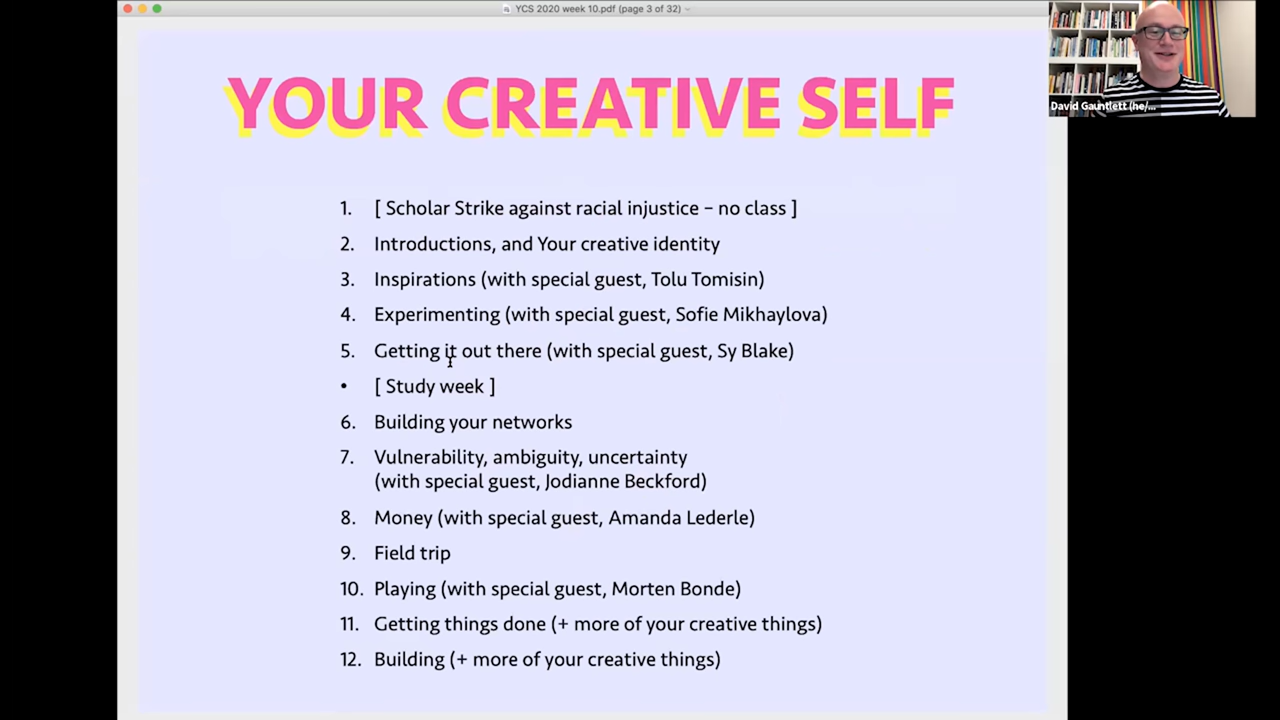 YCS 2020 week 10.pdf (page 3 of 32)
David Gauntlett (he/...
YOUR CREATIVE SELF
1. [ Scholar Strike against racial injustice – no class ]
2. Introductions, and Your creative identity
3. Inspirations (with special guest, Tolu Tomisin)
4. Experimenting (with special guest, Sofie Mikhaylova)
5. Getting it out there (with special guest, Sy Blake)
• [ Study week ]
6. Building your networks
7. Vulnerability, ambiguity, uncertainty
(with special guest, Jodianne Beckford)
8. Money (with special guest, Amanda Lederle)
9. Field trip
10. Playing (with special guest, Morten Bonde)
11. Getting things done (+ more of your creative things)
12. Building (+ more of your creative things)